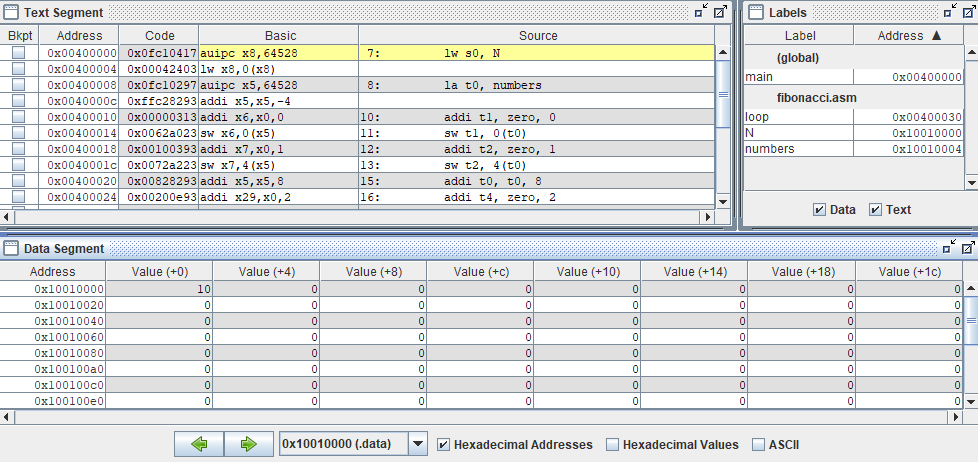 Text Segment
Bkpt Address Code Basic Source
0x00400000 0x0fc10417 auipc x8,64528 7: lw s0, N
0x00400004 0x00042403 lw x8,0(x8)
0x00400008 0x0fc10297 auipc x5,64528 8: la t0, numbers
0x0040000c 0xffc28293 addi x5,x5,-4
0x00400010 0x00000313 addi x6,x0,0 10: addi t1, zero, 0
0x00400014 0x0062a023 sw x6,0(x5) 11: sw t1, 0(t0)
0x00400018 0x00100393 addi x7,x0,1 12: addi t2, zero, 1
0x0040001c 0x0072a223 sw x7,4(x5) 13: sw t2, 4(t0)
0x00400020 0x00828293 addi x5,x5,8 15: addi t0, t0, 8
0x00400024 0x00200e93 addi x29,x0,2 16: addi t4, zero, 2
Labels
Label Address ▲
(global)
main 0x00400000
fibonacci.asm
loop 0x00400030
N 0x10010000
numbers 0x10010004
Data Text
Data Segment
Address Value (+0) Value (+4) Value (+8) Value (+c) Value (+10) Value (+14) Value (+18) Value (+1c)
0x10010000 10 0 0 0 0 0 0 0
0x10010020 0 0 0 0 0 0 0 0
0x10010040 0 0 0 0 0 0 0 0
0x10010060 0 0 0 0 0 0 0 0
0x10010080 0 0 0 0 0 0 0 0
0x100100a0 0 0 0 0 0 0 0 0
0x100100c0 0 0 0 0 0 0 0 0
0x100100e0 0 0 0 0 0 0 0 0
0x10010000 (.data) Hexadecimal Addresses Hexadecimal Values ASCII